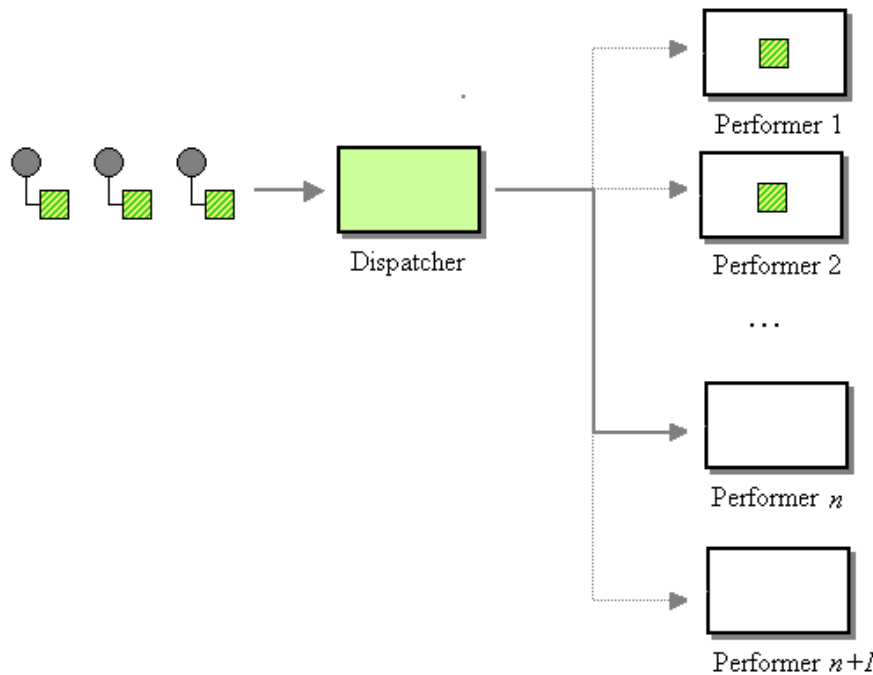 Performer 1
Dispatcher
Performer 2
...
Performer n
Performer n+1